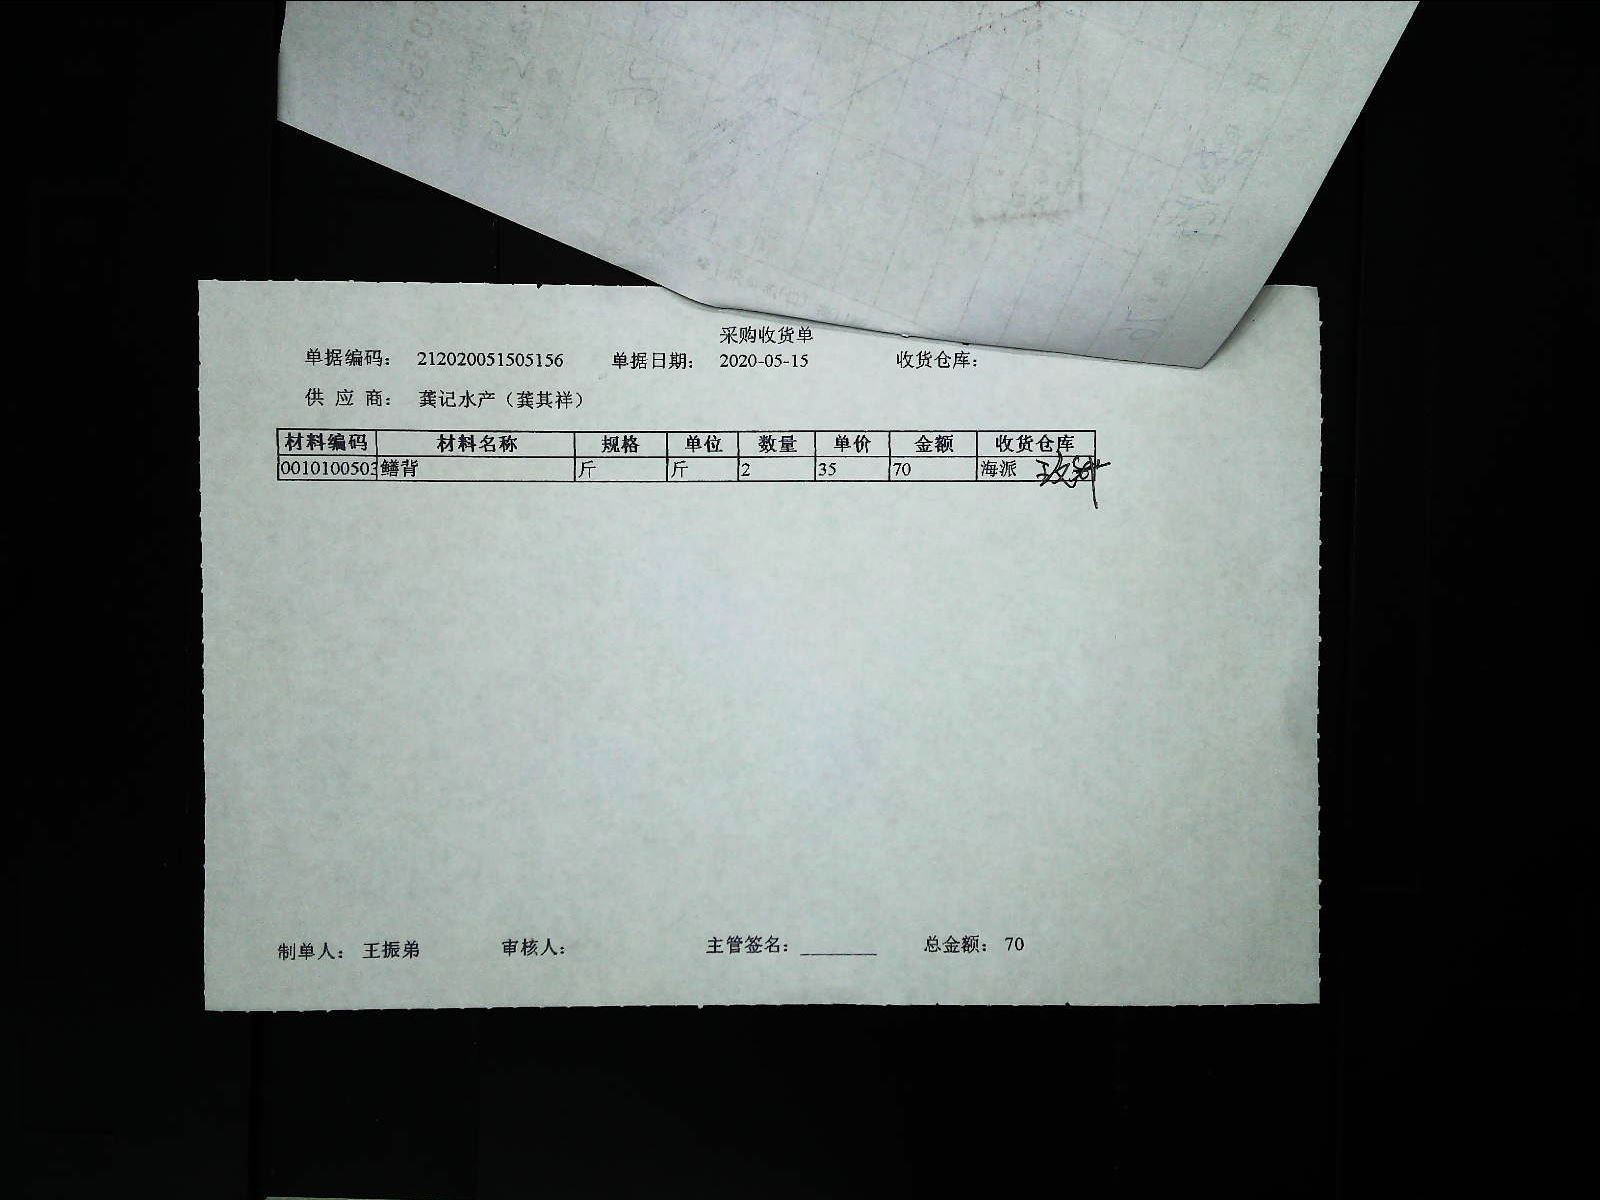 采购收货单
单据编码： 212020051505156 单据日期： 2020-05-15 收货仓库：
供 应 商： 龚记水产（龚其祥）
材料编码 材料名称 规格 单位 数量 单价 金额 收货仓库
0010100503 鳝背 斤 斤 2 35 70 海派
制单人： 王振弟 审核人： 主管签名： ________ 总金额： 70